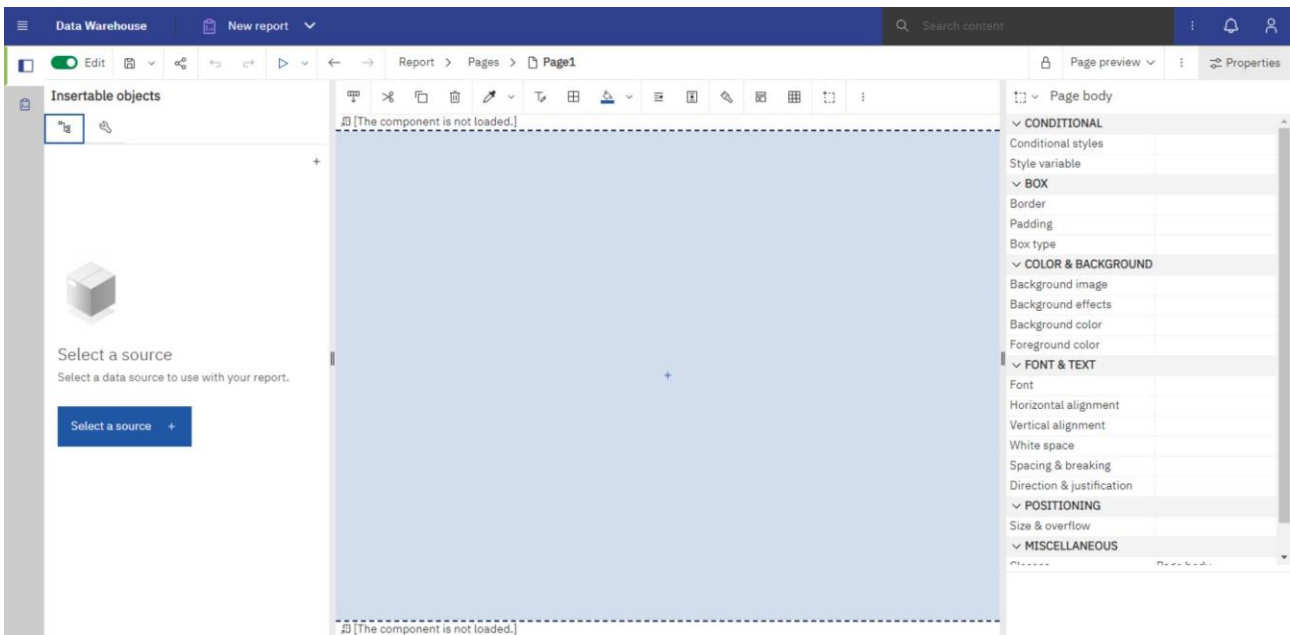 Data Warehouse
New report
Search content
Edit
Report > Pages > Page1
Page preview
Properties
Insertable objects
[The component is not loaded.]
Page body
CONDITIONAL
Conditional styles
Style variable
BOX
Border
Padding
Box type
COLOR & BACKGROUND
Background image
Background effects
Background color
Foreground color
Select a source
Select a data source to use with your report.
Select a source +
FONT & TEXT
Font
Horizontal alignment
Vertical alignment
White space
Spacing & breaking
Direction & justification
POSITIONING
Size & overflow
MISCELLANEOUS
[The component is not loaded.]